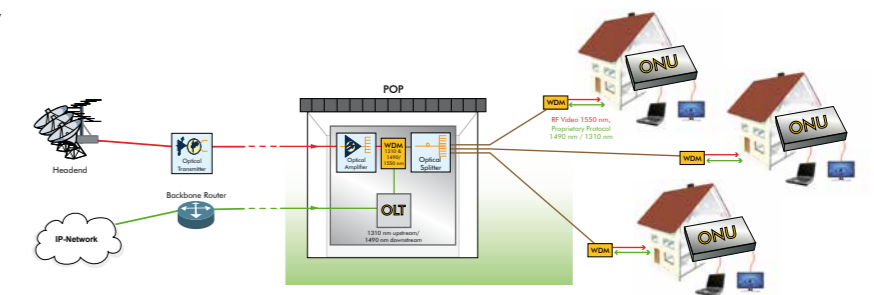 POP
Headend
Optical
Transmitter
Optical
Amplifier
WDM
1310 &
1490/
1550 nm
Optical
Splitter
OLT
1310 nm upstream/
1490 nm downstream
Backbone Router
IP-Network
WDM
RF Video 1550 nm,
Proprietary Protocol
1490 nm / 1310 nm
ONU
WDM
ONU
WDM
ONU